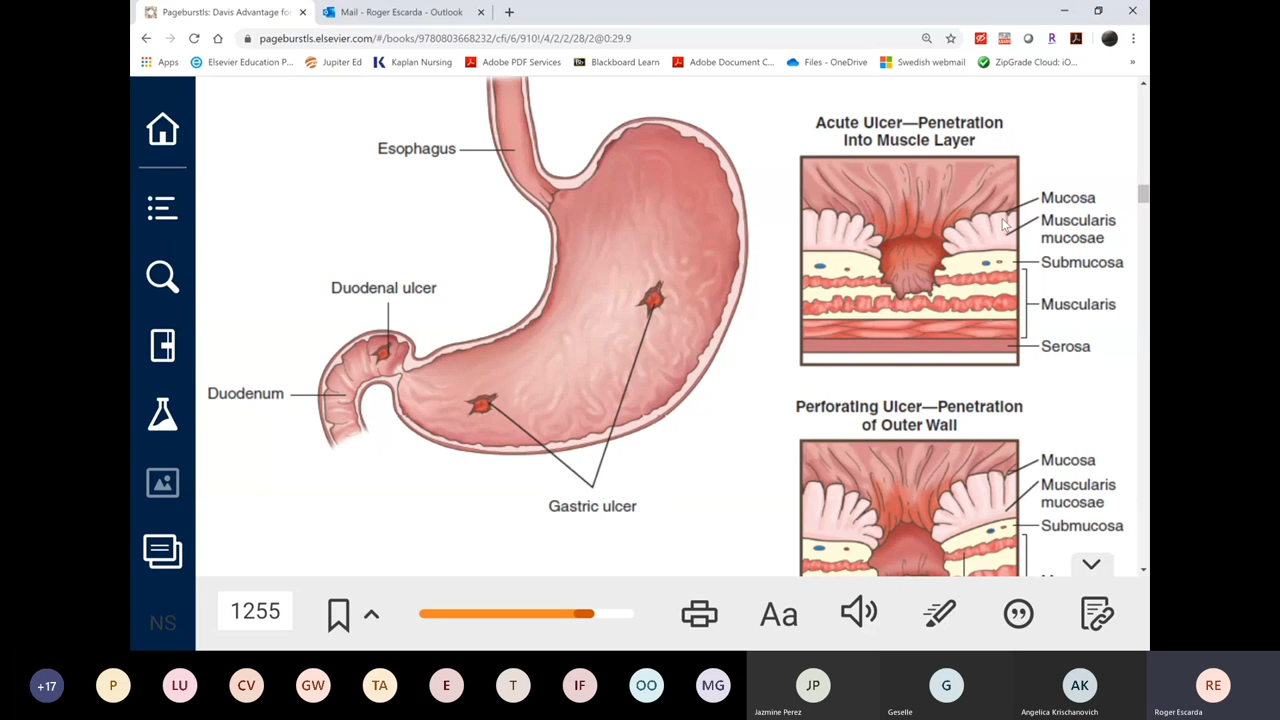 Pageburstls: Davis Advantage for
Mail - Roger Escarda - Outlook
pageburstls.elsevier.com/#/books/9780803668232/cfi/6/910!/4/2/2/28/2@0:29.9
Apps
Elsevier Education P...
Jupiter Ed
Kaplan Nursing
Adobe PDF Services
Blackboard Learn
Adobe Document C...
Files - OneDrive
Swedish webmail
ZipGrade Cloud: iO...
Esophagus
Duodenal ulcer
Duodenum
Gastric ulcer
Acute Ulcer—Penetration
Into Muscle Layer
Mucosa
Muscularis
mucosae
Submucosa
Muscularis
Serosa
Perforating Ulcer—Penetration
of Outer Wall
Mucosa
Muscularis
mucosae
Submucosa
NS
1255
Aa
+17
P
LU
CV
GW
TA
E
T
IF
OO
MG
JP
Jazmine Perez
G
Geselle
AK
Angelica Krischanovich
RE
Roger Escarda